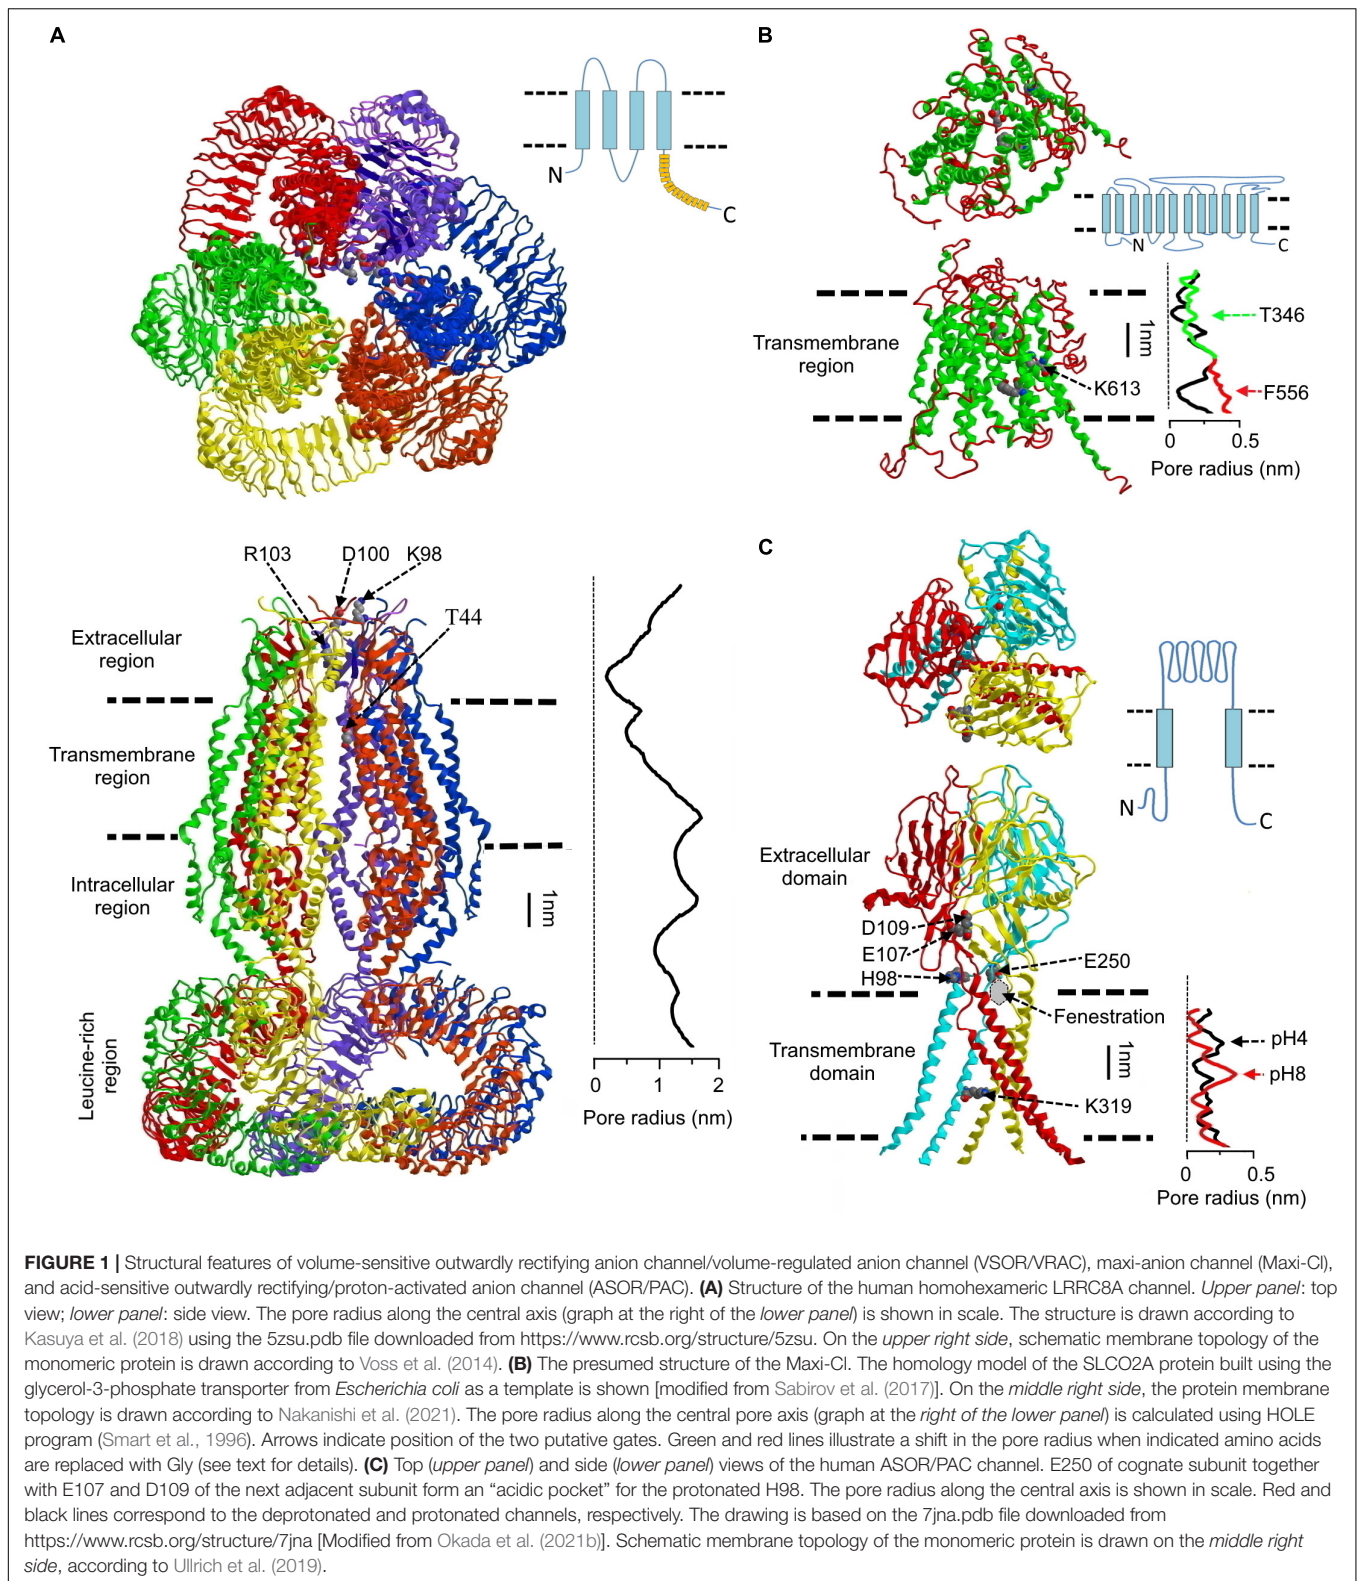 A
N
C
B
N
C
Transmembrane
region
1nm
T346
K613
F556
0
0.5
Pore radius (nm)
R103
D100
K98
T44
Extracellular
region
Transmembrane
region
Intracellular
region
1nm
Leucine-rich
region
0
1
2
Pore radius (nm)
C
N
C
Extracellular
domain
D109
E107
H98
E250
Fenestration
Transmembrane
domain
1nm
K319
pH4
pH8
0
0.5
Pore radius (nm)
FIGURE 1 | Structural features of volume-sensitive outwardly rectifying anion channel/volume-regulated anion channel (VSOR/VRAC), maxi-anion channel (Maxi-Cl),
and acid-sensitive outwardly rectifying/proton-activated anion channel (ASOR/PAC). (A) Structure of the human homohexameric LRRC8A channel. Upper panel: top
view; lower panel: side view. The pore radius along the central axis (graph at the right of the lower panel) is shown in scale. The structure is drawn according to
Kasuya et al. (2018) using the 5zsu.pdb file downloaded from https://www.rcsb.org/structure/5zsu. On the upper right side, schematic membrane topology of the
monomeric protein is drawn according to Voss et al. (2014). (B) The presumed structure of the Maxi-Cl. The homology model of the SLCO2A protein built using the
glycerol-3-phosphate transporter from Escherichia coli as a template is shown [modified from Sabirov et al. (2017)]. On the middle right side, the protein membrane
topology is drawn according to Nakanishi et al. (2021). The pore radius along the central pore axis (graph at the right of the lower panel) is calculated using HOLE
program (Smart et al., 1996). Arrows indicate position of the two putative gates. Green and red lines illustrate a shift in the pore radius when indicated amino acids
are replaced with Gly (see text for details). (C) Top (upper panel) and side (lower panel) views of the human ASOR/PAC channel. E250 of cognate subunit together
with E107 and D109 of the next adjacent subunit form an “acidic pocket” for the protonated H98. The pore radius along the central axis is shown in scale. Red and
black lines correspond to the deprotonated and protonated channels, respectively. The drawing is based on the 7jna.pdb file downloaded from
https://www.rcsb.org/structure/7jna [Modified from Okada et al. (2021b)]. Schematic membrane topology of the monomeric protein is drawn on the middle right
side, according to Ullrich et al. (2019).